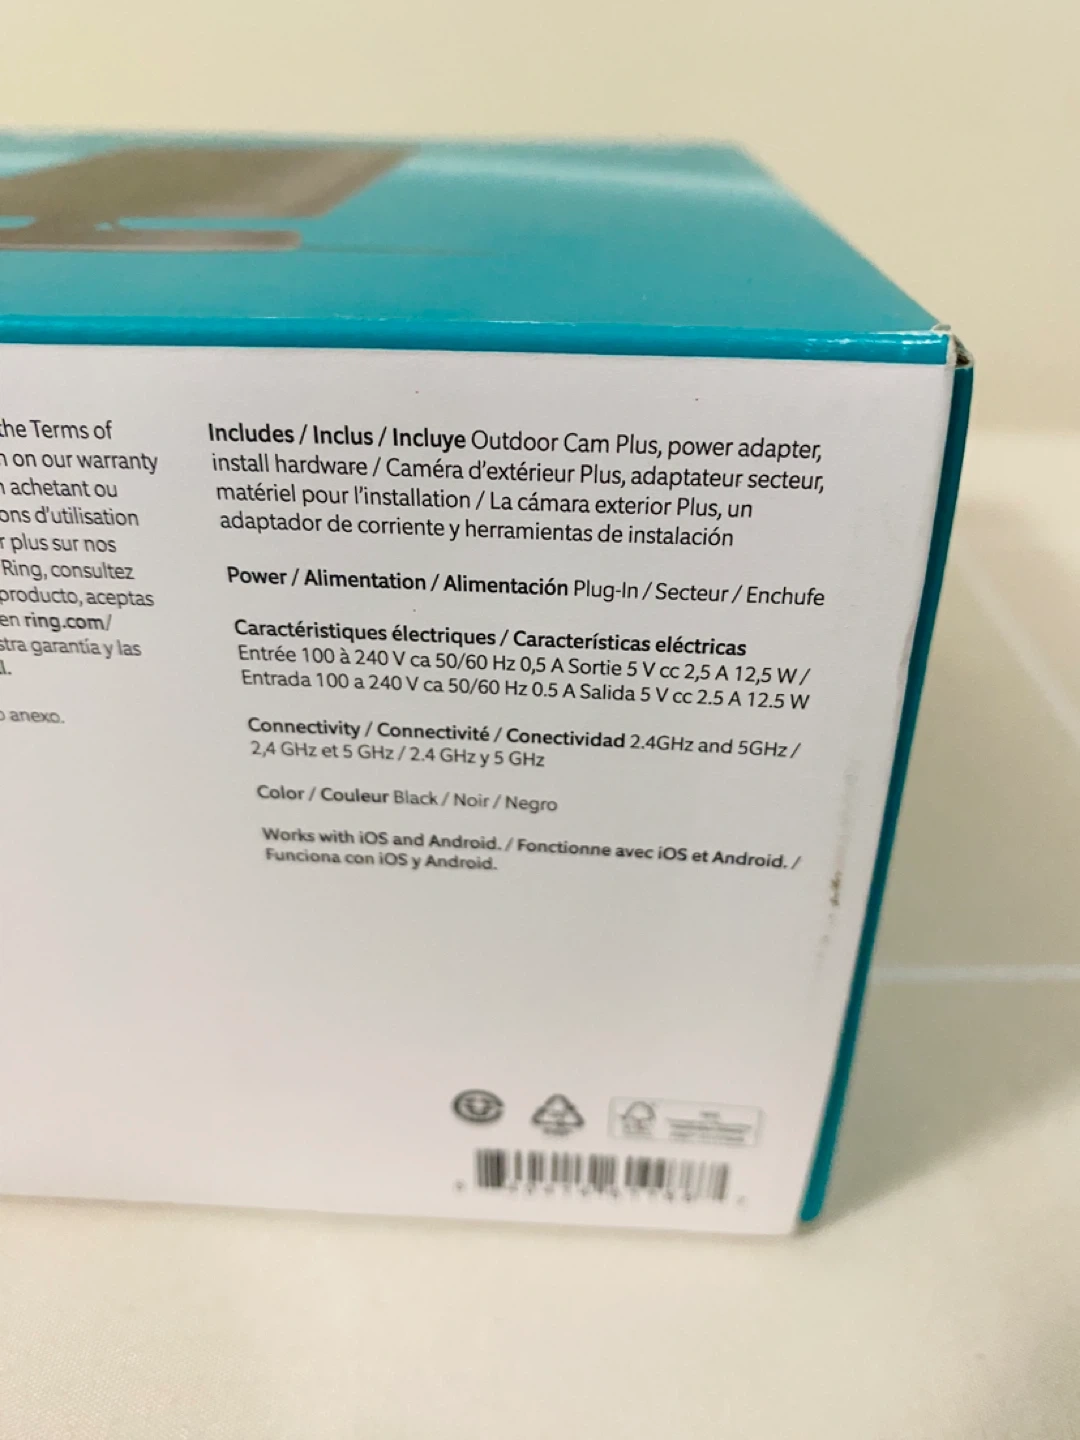 the Terms of
on our warranty
achetant ou
ons d'utilisation
r plus sur nos
Ring, consultez
producto, aceptas
en ring.com/
stra garantía y las
l.
o anexo.
Includes / Inclus / Incluye Outdoor Cam Plus, power adapter,
install hardware / Caméra d'extérieur Plus, adaptateur secteur,
matériel pour l'installation / La cámara exterior Plus, un
adaptador de corriente y herramientas de instalación
Power / Alimentation / Alimentación Plug-In / Secteur / Enchufe
Caractéristiques électriques / Características eléctricas
Entrée 100 à 240 V ca 50/60 Hz 0,5 A Sortie 5 V cc 2,5 A 12,5 W /
Entrada 100 a 240 V ca 50/60 Hz 0.5 A Salida 5 V cc 2.5 A 12.5 W
Connectivity / Connectivité / Conectividad 2.4GHz and 5GHz /
2,4 GHz et 5 GHz / 2.4 GHz y 5 GHz
Color / Couleur Black / Noir / Negro
Works with iOS and Android. / Fonctionne avec iOS et Android. /
Funciona con iOS y Android.